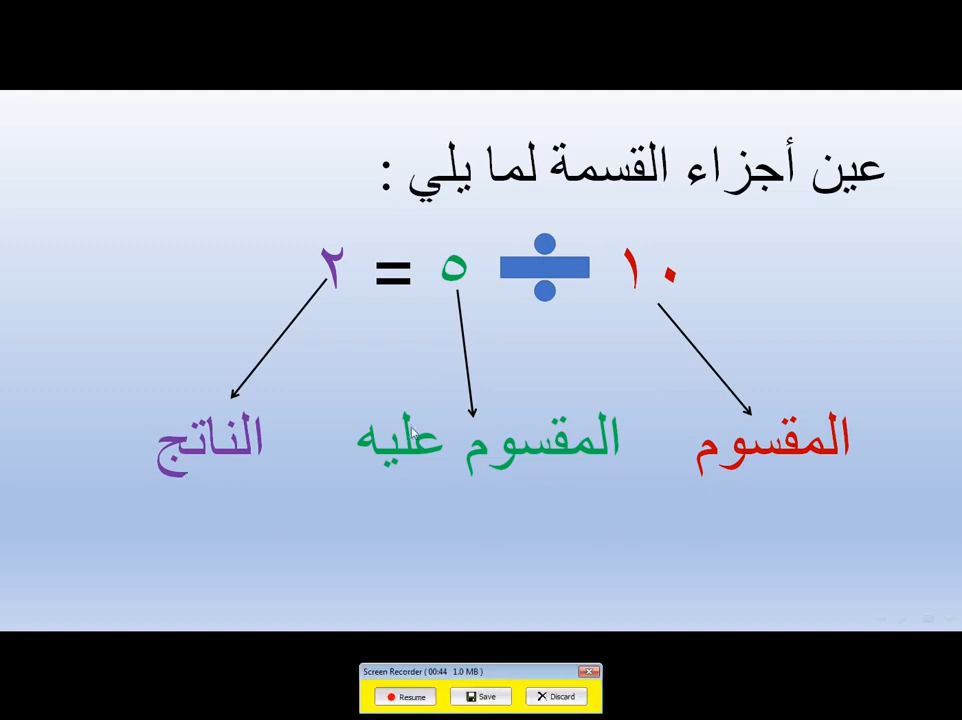 عين أجزاء القسمة لما يلي :
١٠ ÷ ٥ = ٢
المقسوم المقسوم عليه الناتج
Screen Recorder ( 00:44 1.0 MB )
Resume Save Discard